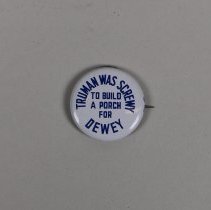 TRUMAN WAS SCREWY
TO BUILD
A PORCH
FOR
DEWEY